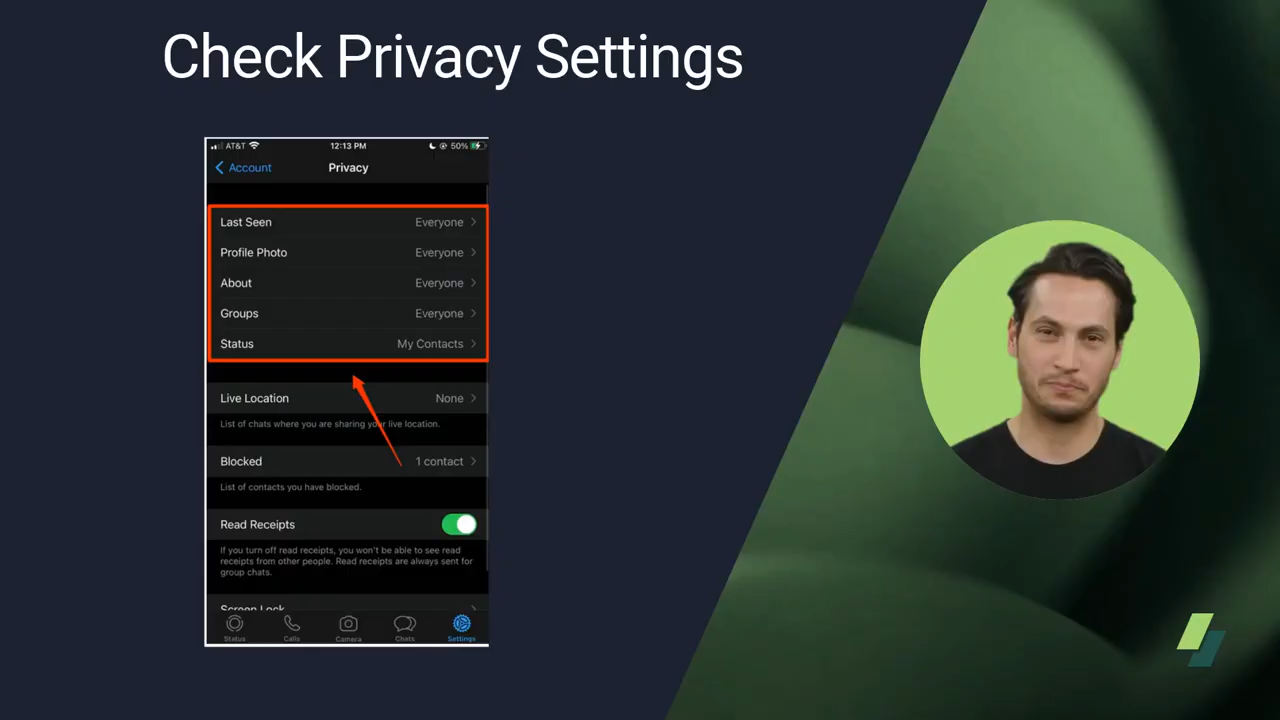 Check Privacy Settings
AT&T 12:13 PM 50%
Account Privacy
Last Seen Everyone
Profile Photo Everyone
About Everyone
Groups Everyone
Status My Contacts
Live Location None
List of chats where you are sharing your live location.
Blocked 1 contact
List of contacts you have blocked.
Read Receipts
If you turn off read receipts, you won't be able to see read
receipts from other people. Read receipts are always sent for
group chats.
Screen Lock
Status Calls Camera Chats Settings